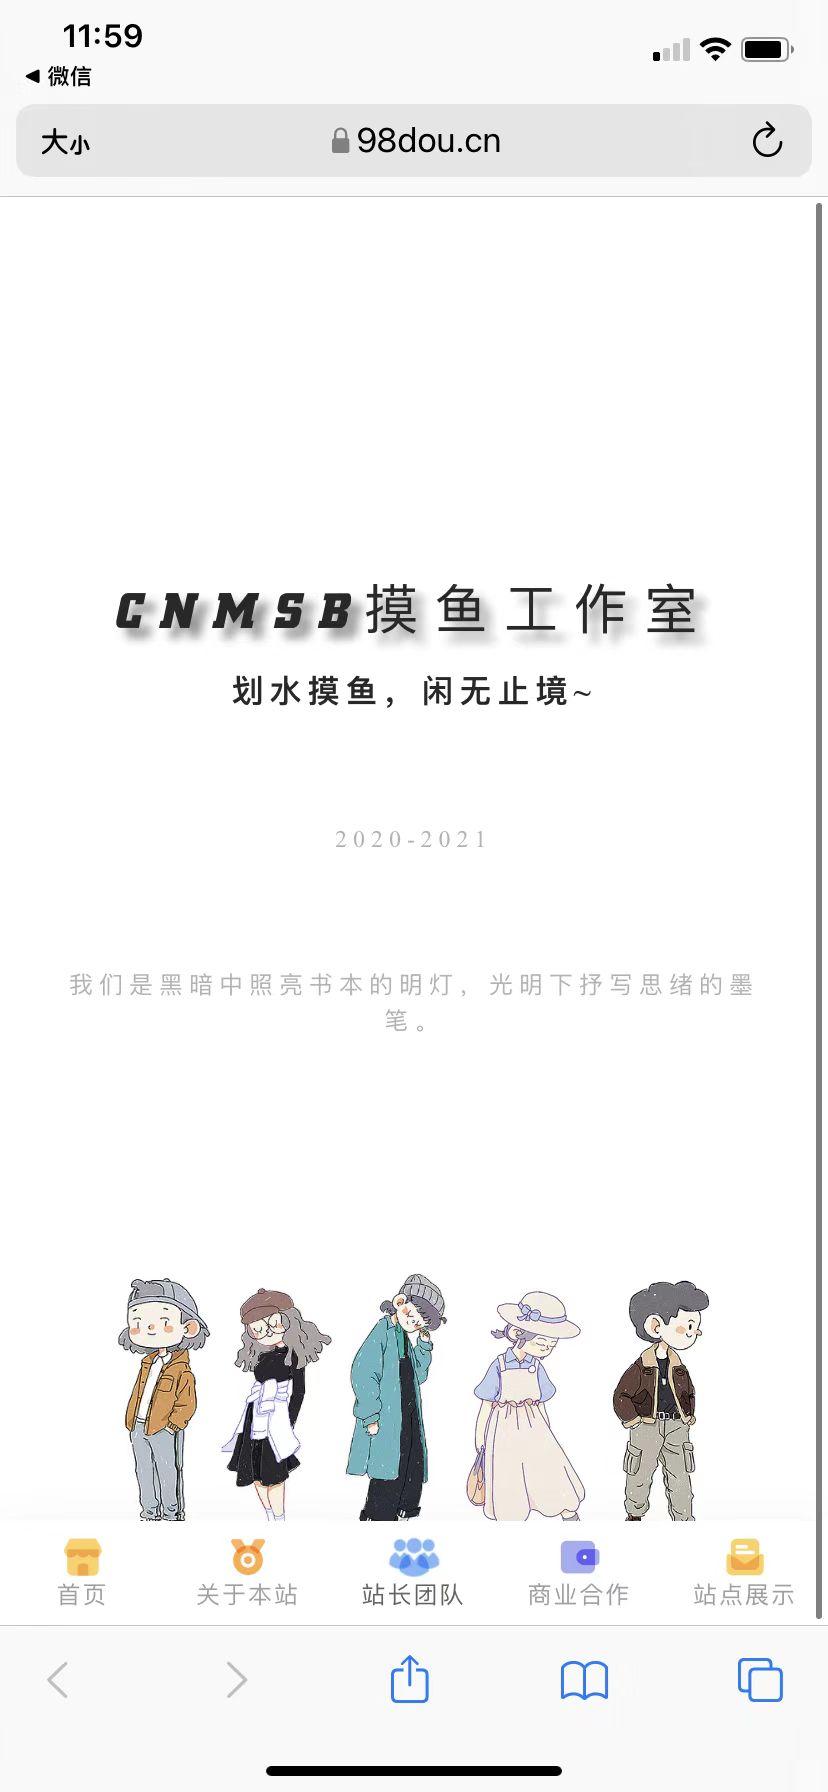 11:59
◀ 微信
大小 98dou.cn
CNMSB摸鱼工作室
划水摸鱼，闲无止境~
2020-2021
我们是黑暗中照亮书本的明灯，光明下抒写思绪的墨
笔。
首页 关于本站 站长团队 商业合作 站点展示